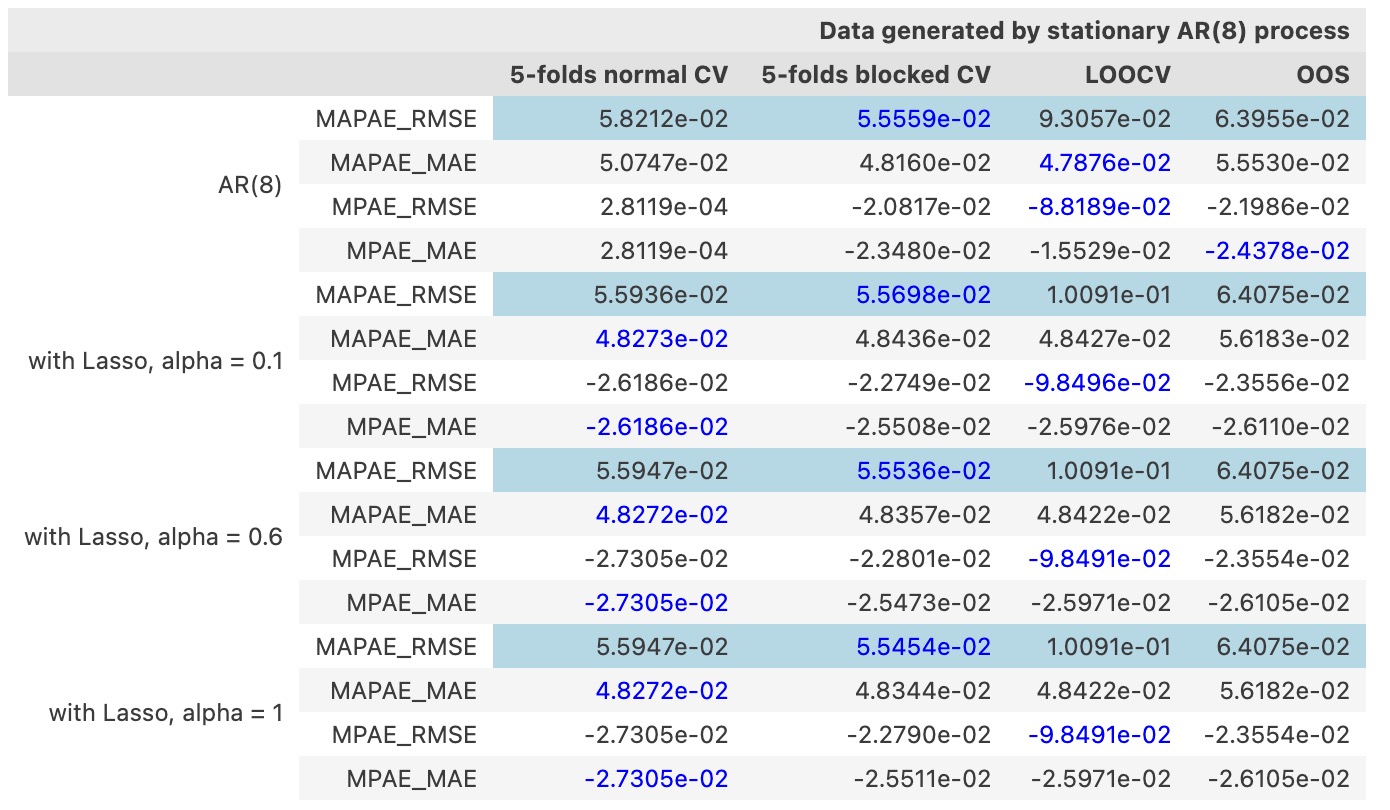 Data generated by stationary AR(8) process
5-folds normal CV 5-folds blocked CV LOOCV OOS
AR(8)
MAPAE_RMSE 5.8212e-02 5.5559e-02 9.3057e-02 6.3955e-02
MAPAE_MAE 5.0747e-02 4.8160e-02 4.7876e-02 5.5530e-02
MPAE_RMSE 2.8119e-04 -2.0817e-02 -8.8189e-02 -2.1986e-02
MPAE_MAE 2.8119e-04 -2.3480e-02 -1.5529e-02 -2.4378e-02
with Lasso, alpha = 0.1
MAPAE_RMSE 5.5936e-02 5.5698e-02 1.0091e-01 6.4075e-02
MAPAE_MAE 4.8273e-02 4.8436e-02 4.8427e-02 5.6183e-02
MPAE_RMSE -2.6186e-02 -2.2749e-02 -9.8496e-02 -2.3556e-02
MPAE_MAE -2.6186e-02 -2.5508e-02 -2.5976e-02 -2.6110e-02
with Lasso, alpha = 0.6
MAPAE_RMSE 5.5947e-02 5.5536e-02 1.0091e-01 6.4075e-02
MAPAE_MAE 4.8272e-02 4.8357e-02 4.8422e-02 5.6182e-02
MPAE_RMSE -2.7305e-02 -2.2801e-02 -9.8491e-02 -2.3554e-02
MPAE_MAE -2.7305e-02 -2.5473e-02 -2.5971e-02 -2.6105e-02
with Lasso, alpha = 1
MAPAE_RMSE 5.5947e-02 5.5454e-02 1.0091e-01 6.4075e-02
MAPAE_MAE 4.8272e-02 4.8344e-02 4.8422e-02 5.6182e-02
MPAE_RMSE -2.7305e-02 -2.2790e-02 -9.8491e-02 -2.3554e-02
MPAE_MAE -2.7305e-02 -2.5511e-02 -2.5971e-02 -2.6105e-02